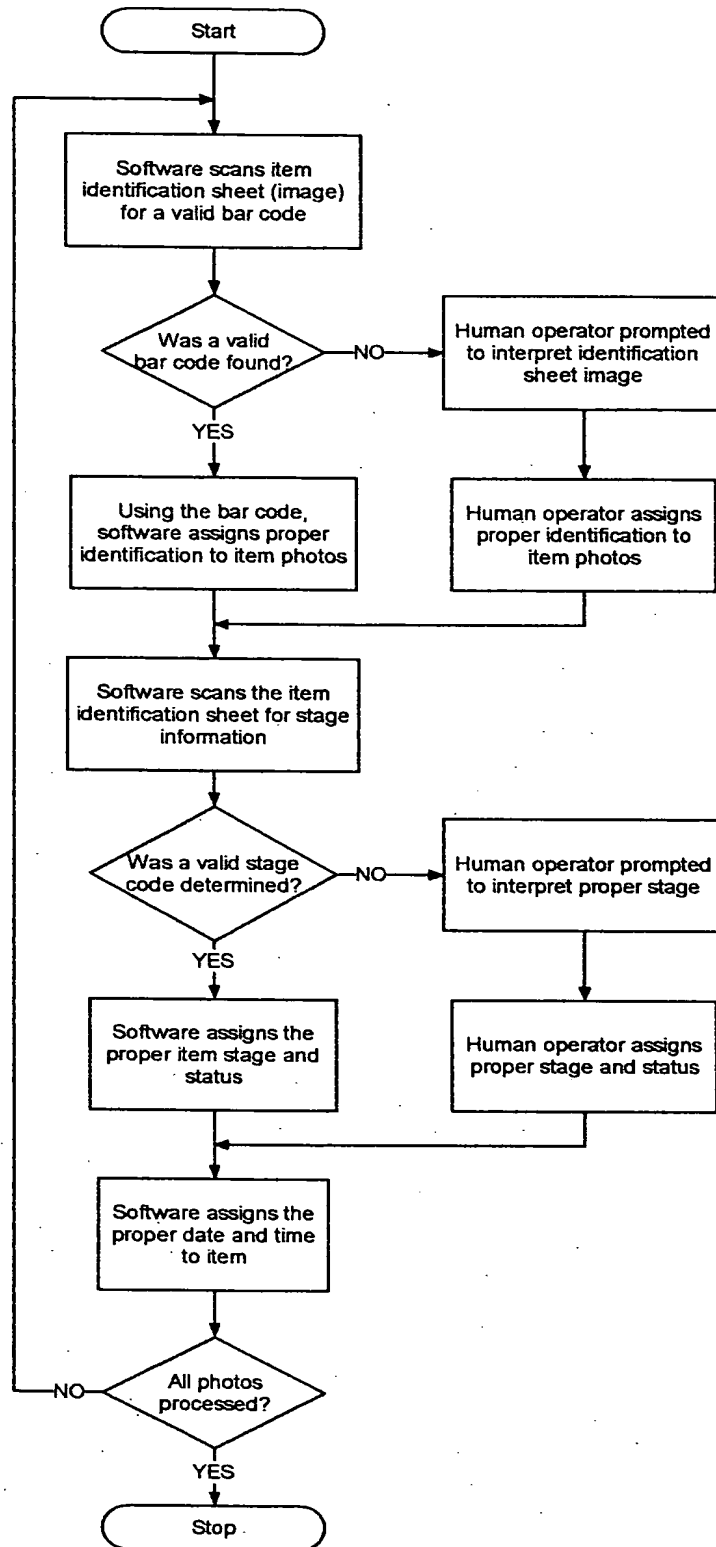 Start
Software scans item
identification sheet (image)
for a valid bar code
Was a valid
bar code found?
NO
Human operator prompted
to interpret identification
sheet image
YES
Using the bar code,
software assigns proper
identification to item photos
Human operator assigns
proper identification to
item photos
Software scans the item
identification sheet for stage
information
Was a valid stage
code determined?
NO
Human operator prompted
to interpret proper stage
YES
Software assigns the
proper item stage and
status
Human operator assigns
proper stage and status
Software assigns the
proper date and time
to item
All photos
processed?
NO
YES
Stop